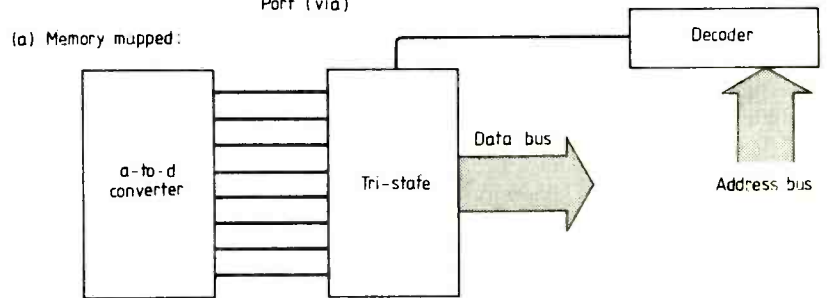 Port (via)
(a) Memory mapped:
Decoder
a-to-d
converter
Tri-state
Data bus
Address bus